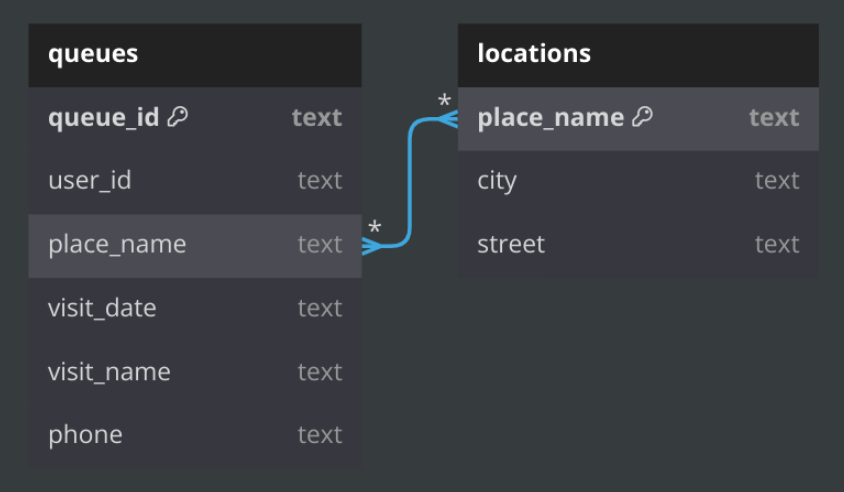 queues
queue_id text
user_id text
place_name text
visit_date text
visit_name text
phone text
*
*
locations
place_name text
city text
street text